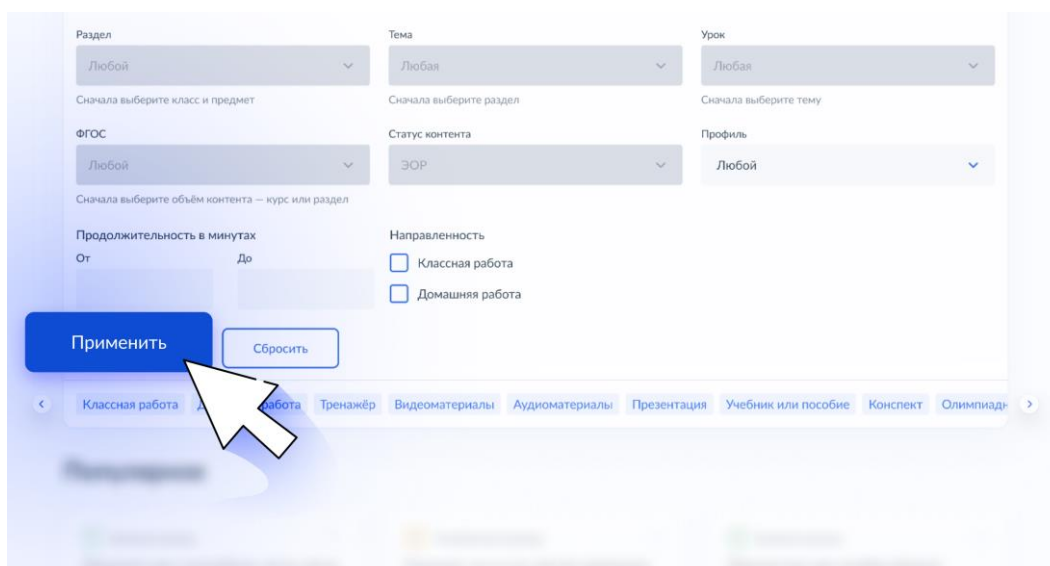 Раздел
Тема
Урок
Любой
Любая
Любая
Сначала выберите класс и предмет
Сначала выберите раздел
Сначала выберите тему
ФГОС
Статус контента
Профиль
Любой
ЭОР
Любой
Сначала выберите объём контента — курс или раздел
Продолжительность в минутах
Направленность
От
До
Классная работа
Домашняя работа
Применить
Сбросить
Классная работа работа Тренажёр Видеоматериалы Аудиоматериалы Презентация Учебник или пособие Конспект